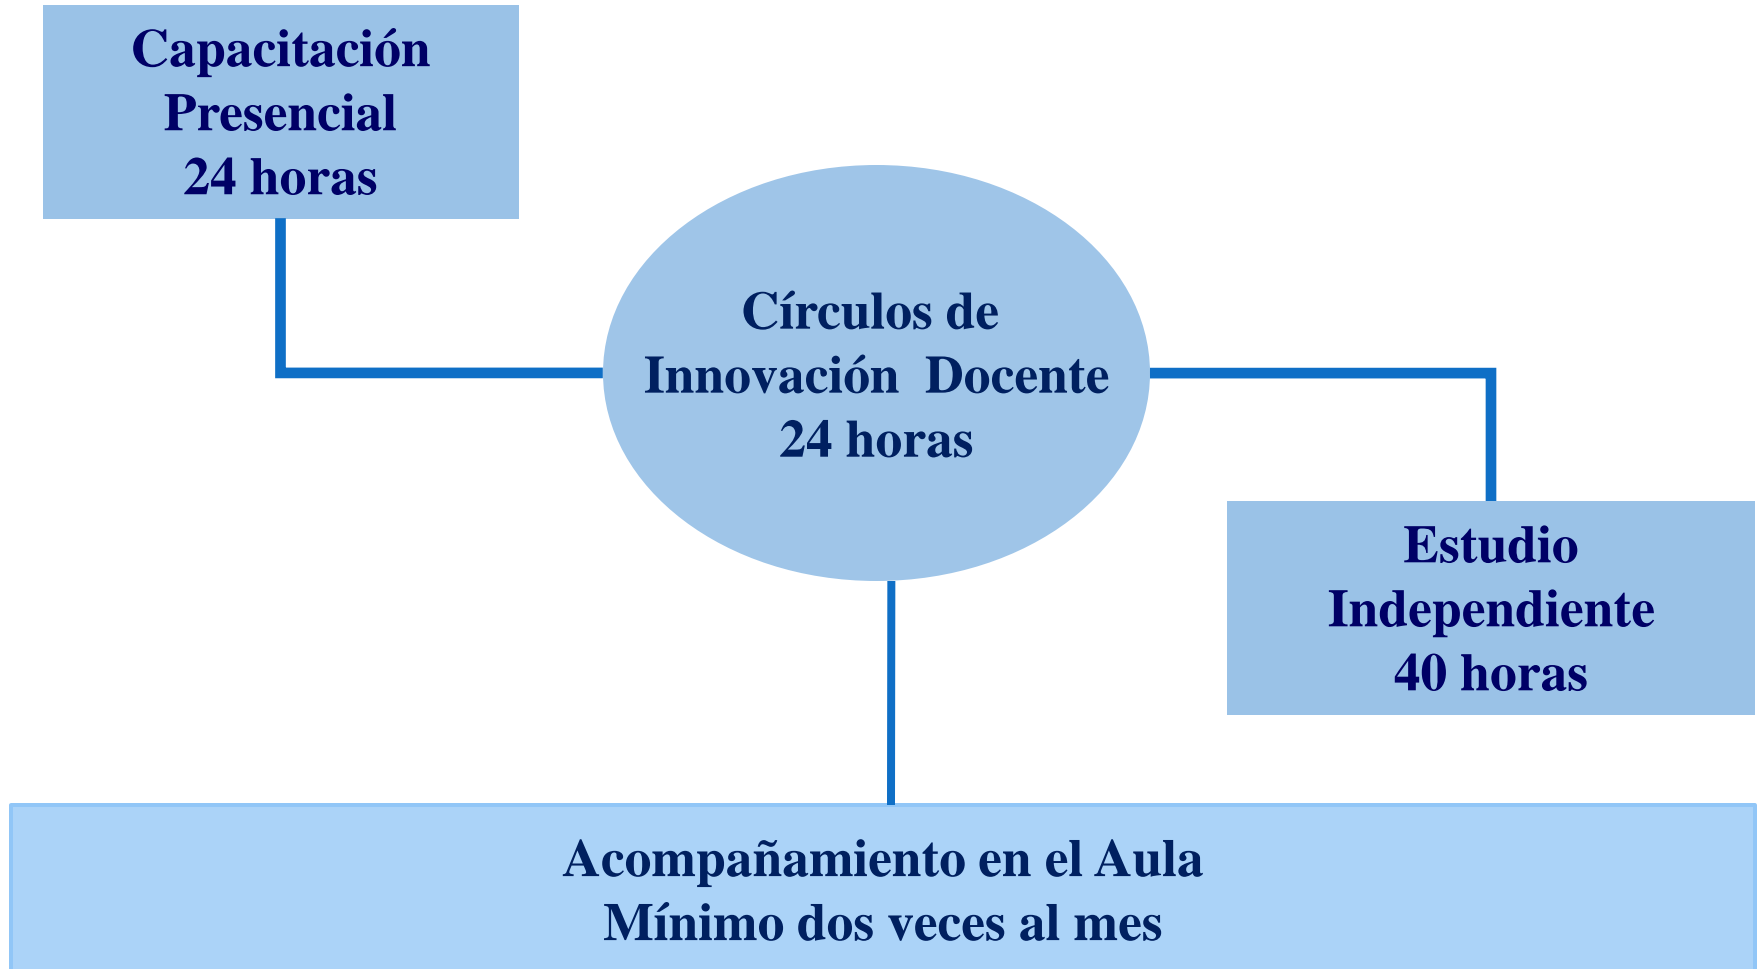 Capacitación
Presencial
24 horas
Círculos de
Innovación Docente
24 horas
Estudio
Independiente
40 horas
Acompañamiento en el Aula
Mínimo dos veces al mes